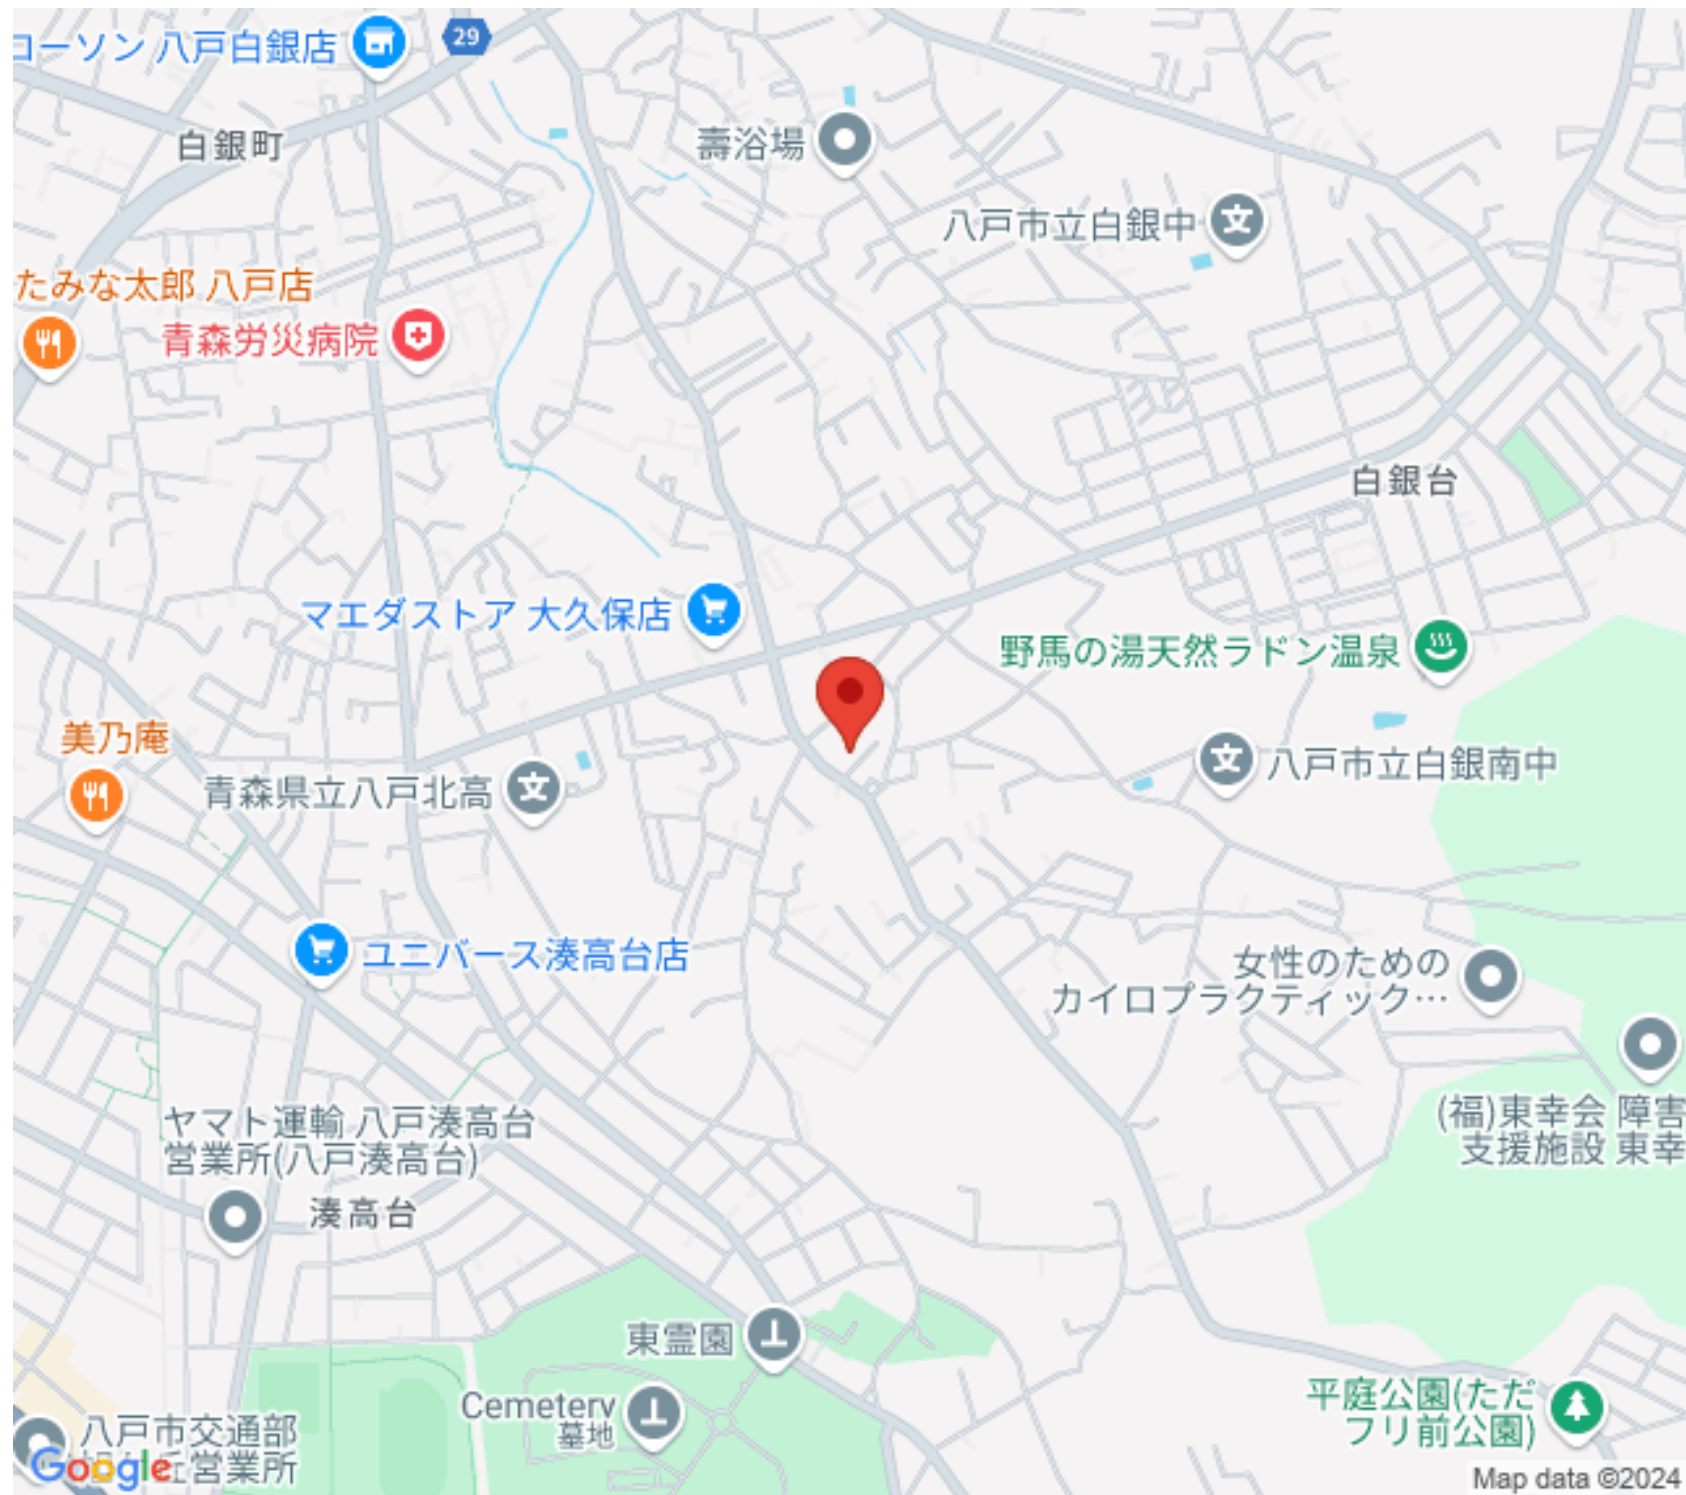 ローソン 八戸白銀店
29
白銀町
壽浴場
八戸市立白銀中
たみな太郎 八戸店
青森労災病院
白銀台
マエダストア 大久保店
野馬の湯天然ラドン温泉
美乃庵
青森県立八戸北高
八戸市立白銀南中
ユニバース湊高台店
女性のための
カイロプラクティック…
ヤマト運輸 八戸湊高台
営業所(八戸湊高台)
(福)東幸会 障害
支援施設 東幸
湊高台
東霊園
Cemetery
墓地
平庭公園(ただ
フリ前公園)
八戸市交通部
丘営業所
Google
Map data ©2024